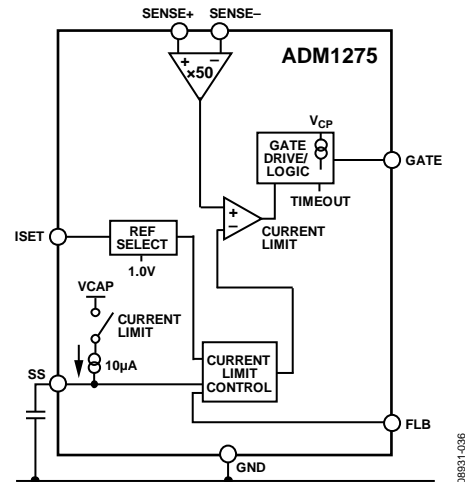 SENSE+ SENSE–
ADM1275
+ –
×50
VCP
GATE
DRIVE/
LOGIC
GATE
TIMEOUT
+
–
CURRENT
LIMIT
ISET
REF
SELECT
1.0V
VCAP
CURRENT
LIMIT
10µA
SS
CURRENT
LIMIT
CONTROL
FLB
GND
08931-036